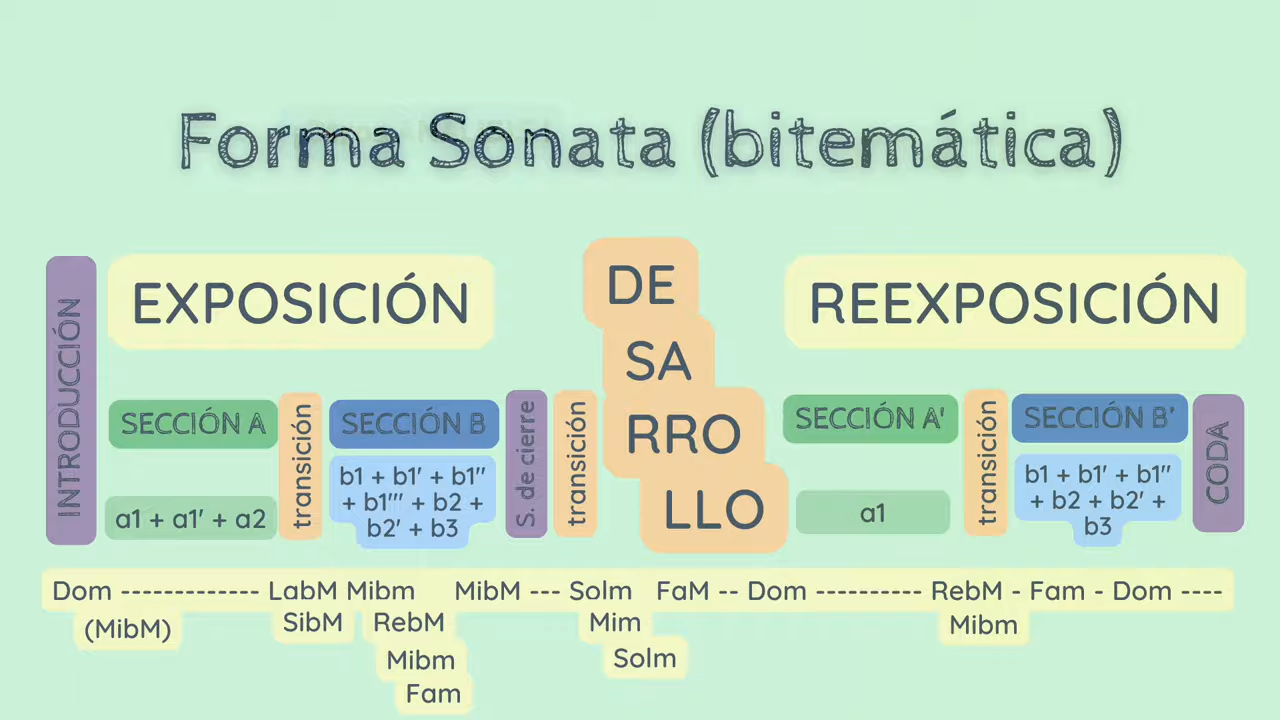 Forma Sonata (bitemática)
INTRODUCCIÓN
EXPOSICIÓN
SECCIÓN A
a1 + a1' + a2
transición
SECCIÓN B
b1 + b1' + b1''
+ b1''' + b2 +
b2' + b3
S. de cierre
transición
DE
SA
RRO
LLO
REEXPOSICIÓN
SECCIÓN A'
a1
transición
SECCIÓN B'
b1 + b1' + b1''
+ b2 + b2' +
b3
CODA
Dom ------------- LabM Mibm MibM --- Solm FaM -- Dom ---------- RebM - Fam - Dom ----
(MibM) SibM RebM Mim Mibm
Mibm Solm
Fam